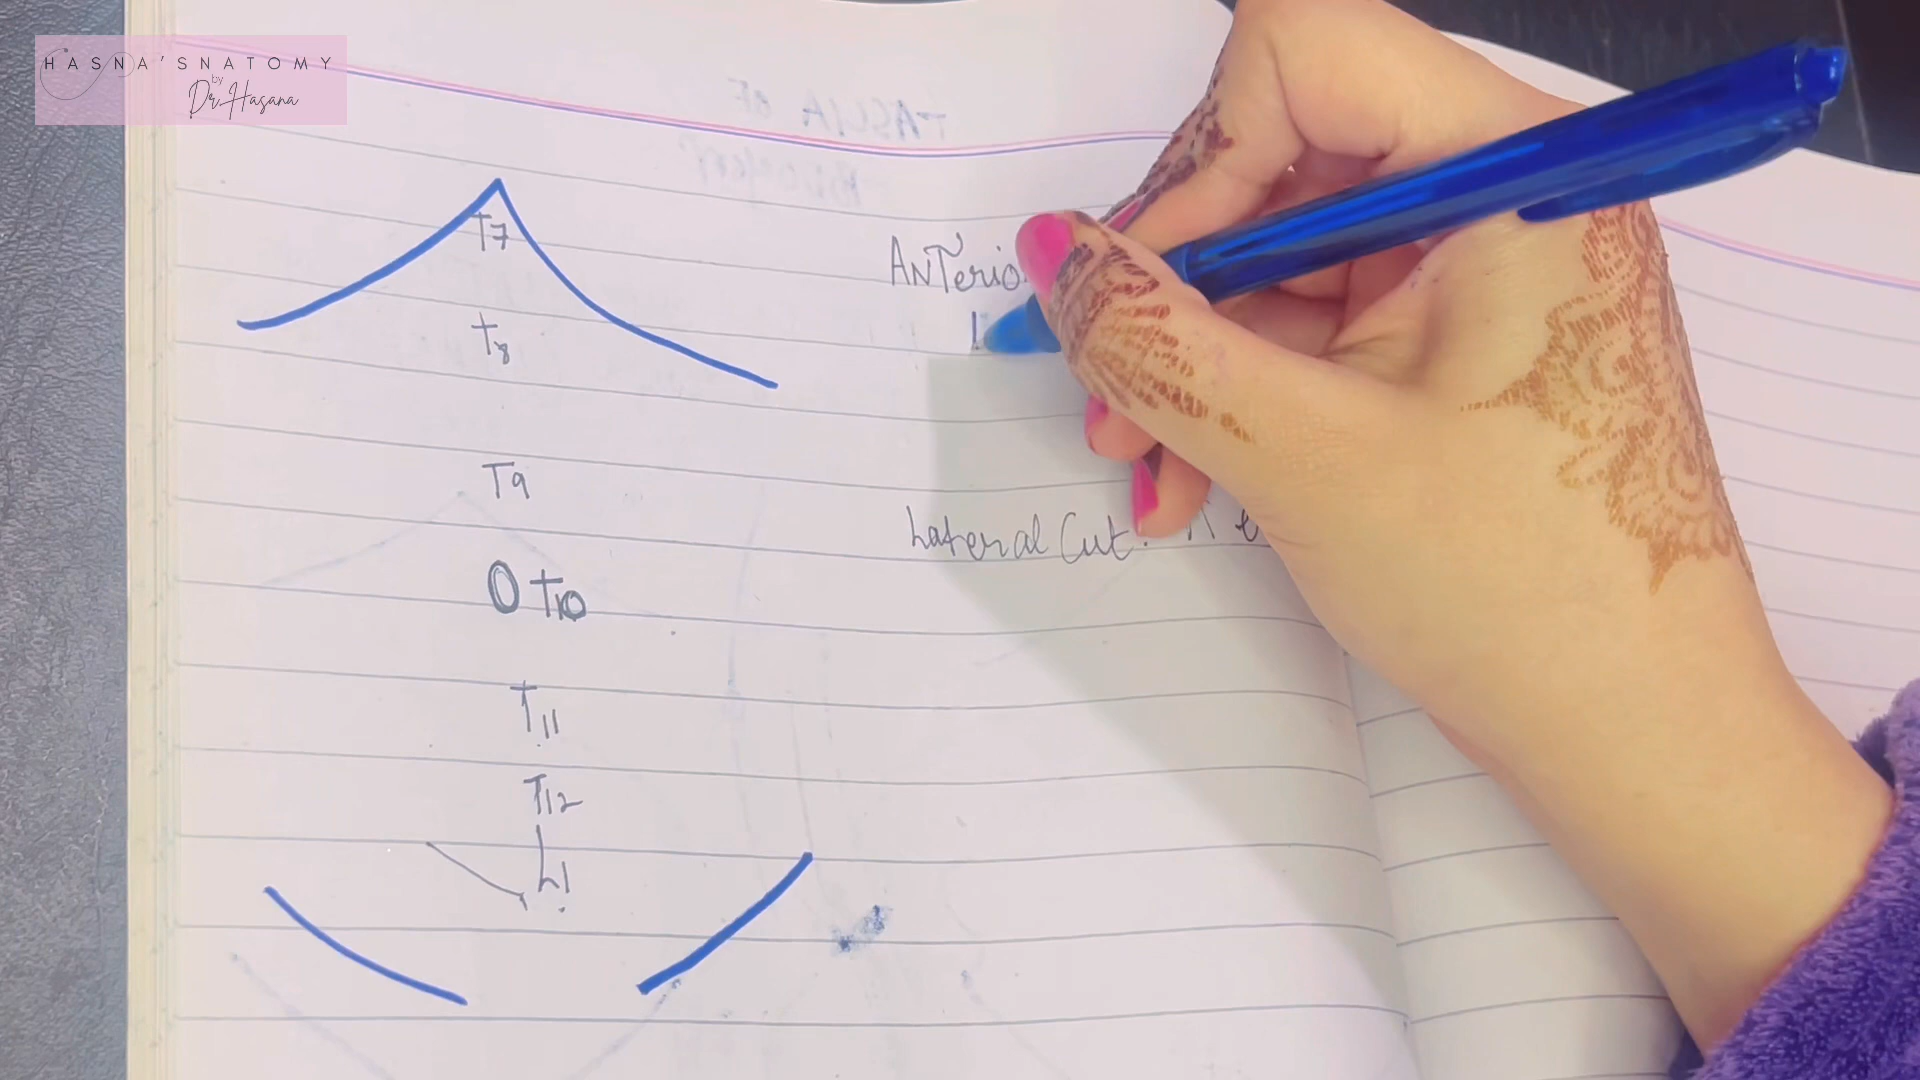 HASNA'SNATOMY
by
Dr.Hasana
T7
T8
T9
O T10
T11
T12
L1
Anterio
Lateral Cut.